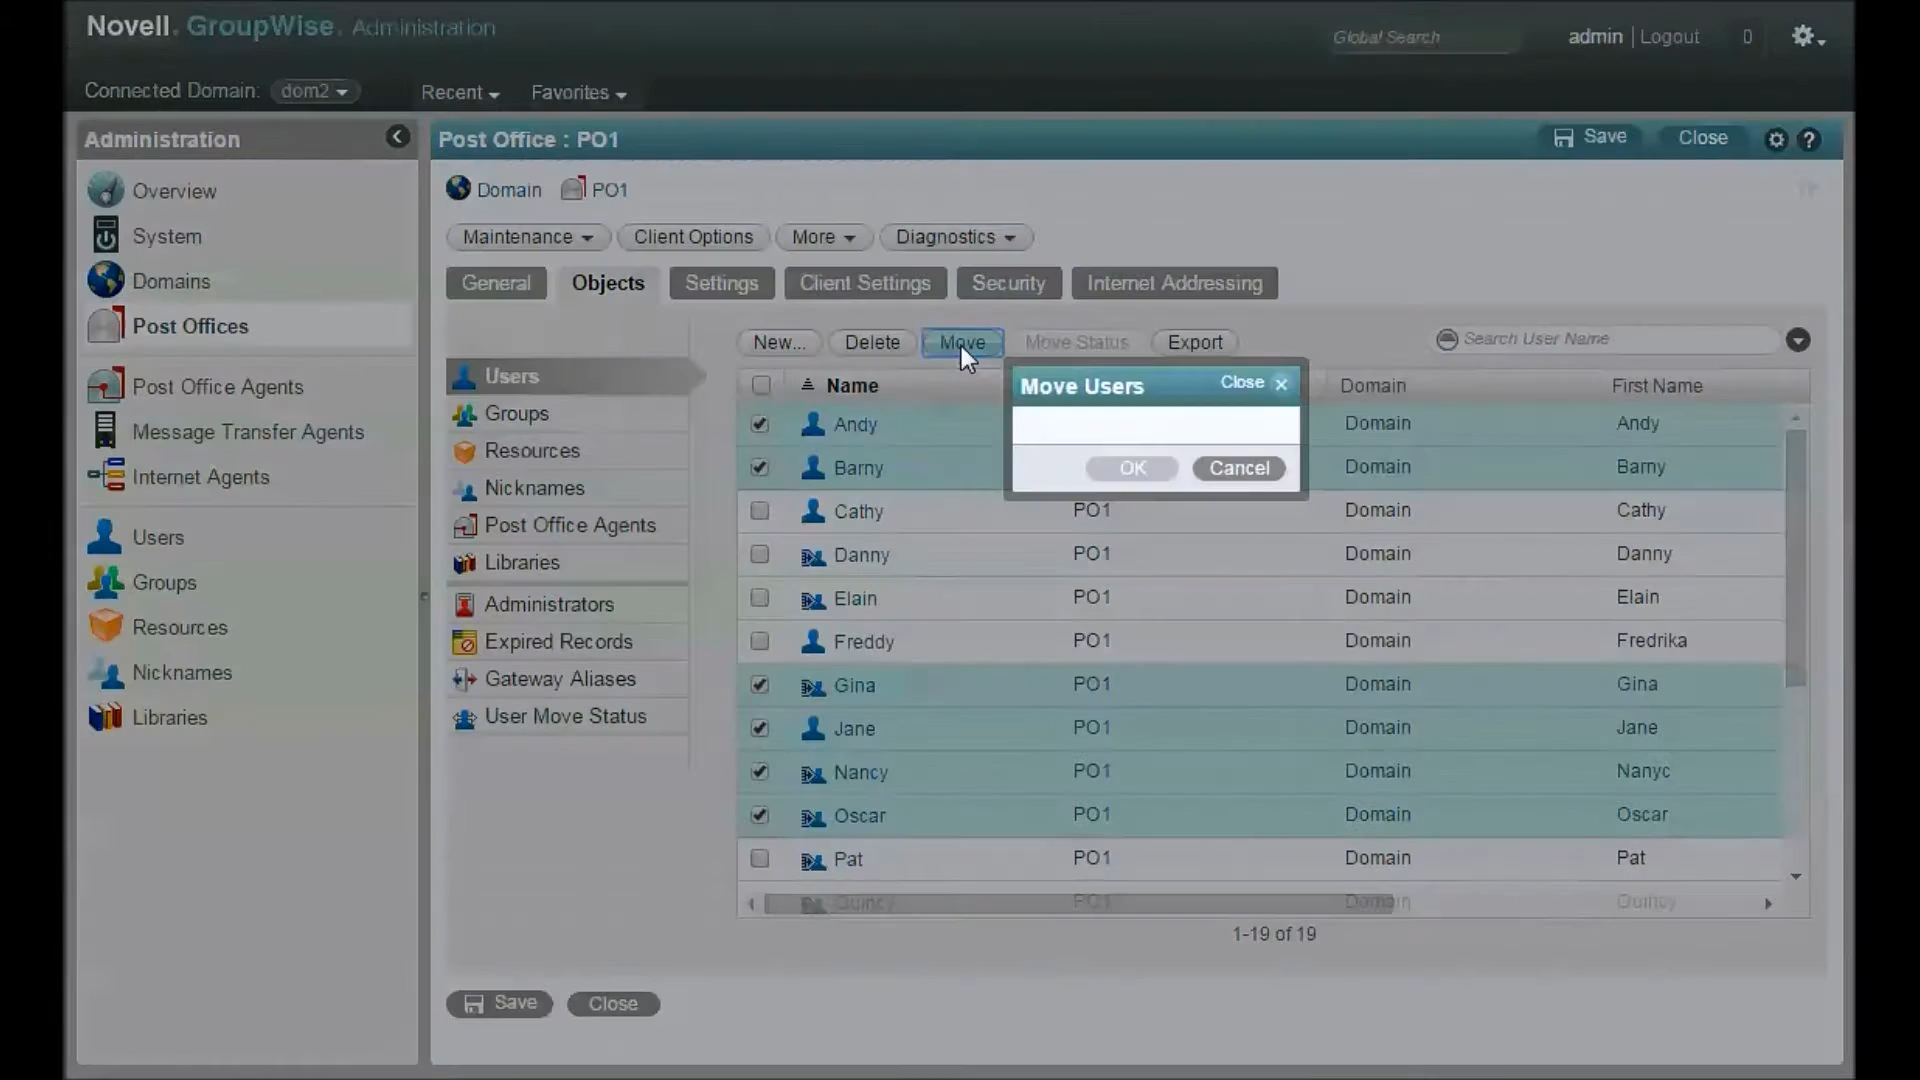 Novell. GroupWise. Administration
Global Search
admin | Logout 0
Connected Domain: dom2 Recent Favorites
Administration
Overview
System
Domains
Post Offices
Post Office Agents
Message Transfer Agents
Internet Agents
Users
Groups
Resources
Nicknames
Libraries
Post Office : PO1
Save Close ?
Domain PO1
Maintenance Client Options More Diagnostics
General Objects Settings Client Settings Security Internet Addressing
Users
Groups
Resources
Nicknames
Post Office Agents
Libraries
Administrators
Expired Records
Gateway Aliases
User Move Status
New... Delete Move Move Status Export Search User Name
Name Domain First Name
Andy Domain Andy
Barny Domain Barny
Cathy PO1 Domain Cathy
Danny PO1 Domain Danny
Elain PO1 Domain Elain
Freddy PO1 Domain Fredrika
Gina PO1 Domain Gina
Jane PO1 Domain Jane
Nancy PO1 Domain Nanyc
Oscar PO1 Domain Oscar
Pat PO1 Domain Pat
Quincy PO1 Domain Quincy
1-19 of 19
Move Users Close ×
OK Cancel
Save Close